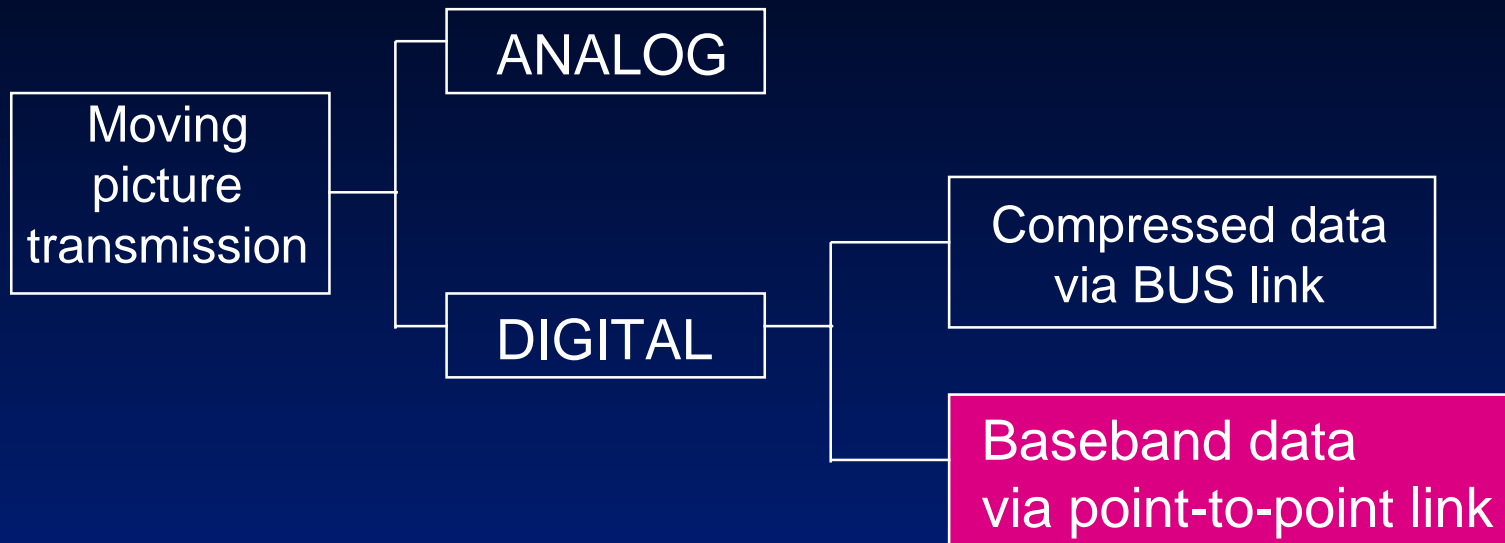 Moving
picture
transmission
ANALOG
DIGITAL
Compressed data
via BUS link
Baseband data
via point-to-point link